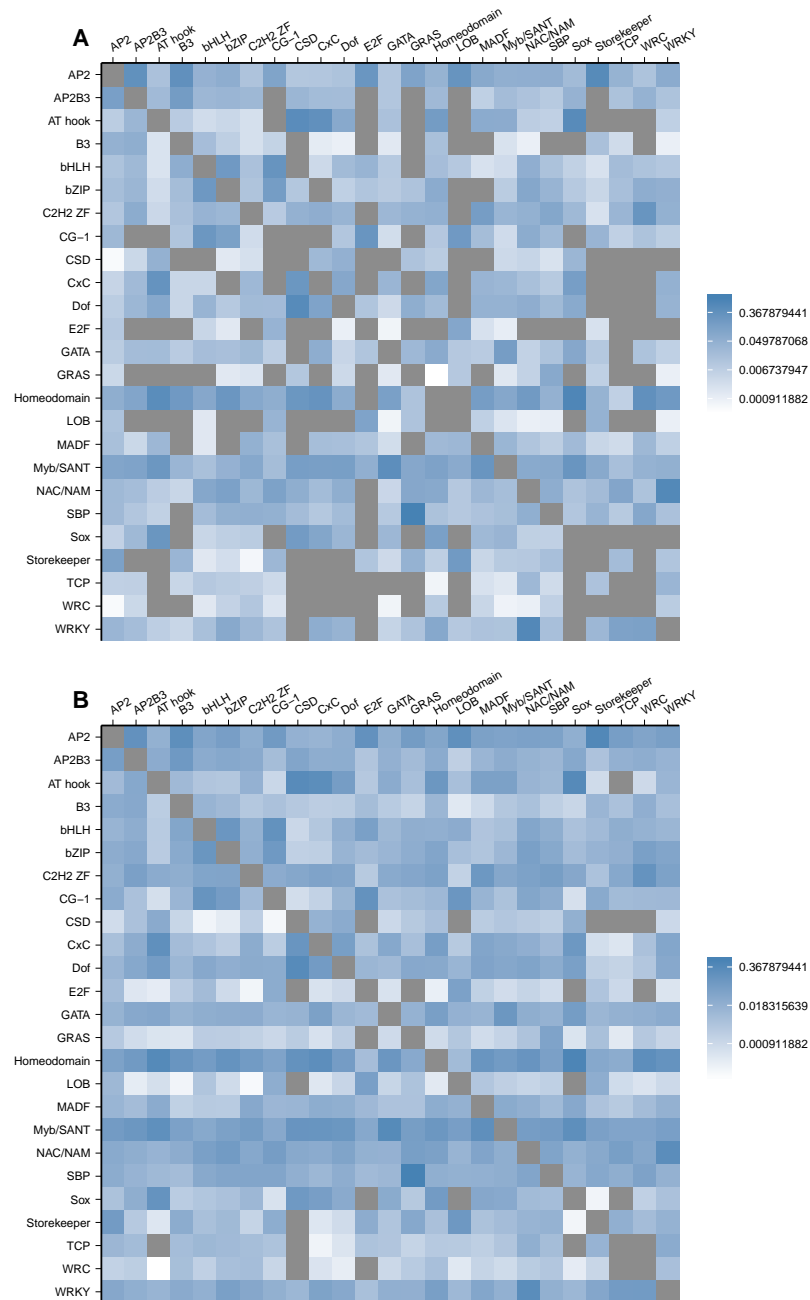 A
AP2 AP2B3 AT hook B3 bHLH bZIP C2H2 ZF CG−1 CSD CxC Dof E2F GATA GRAS Homeodomain LOB MADF Myb/SANT NAC/NAM SBP Sox Storekeeper TCP WRC WRKY
AP2
AP2B3
AT hook
B3
bHLH
bZIP
C2H2 ZF
CG−1
CSD
CxC
Dof
E2F
GATA
GRAS
Homeodomain
LOB
MADF
Myb/SANT
NAC/NAM
SBP
Sox
Storekeeper
TCP
WRC
WRKY
0.367879441
0.049787068
0.006737947
0.000911882
B
AP2 AP2B3 AT hook B3 bHLH bZIP C2H2 ZF CG−1 CSD CxC Dof E2F GATA GRAS Homeodomain LOB MADF Myb/SANT NAC/NAM SBP Sox Storekeeper TCP WRC WRKY
AP2
AP2B3
AT hook
B3
bHLH
bZIP
C2H2 ZF
CG−1
CSD
CxC
Dof
E2F
GATA
GRAS
Homeodomain
LOB
MADF
Myb/SANT
NAC/NAM
SBP
Sox
Storekeeper
TCP
WRC
WRKY
0.367879441
0.018315639
0.000911882